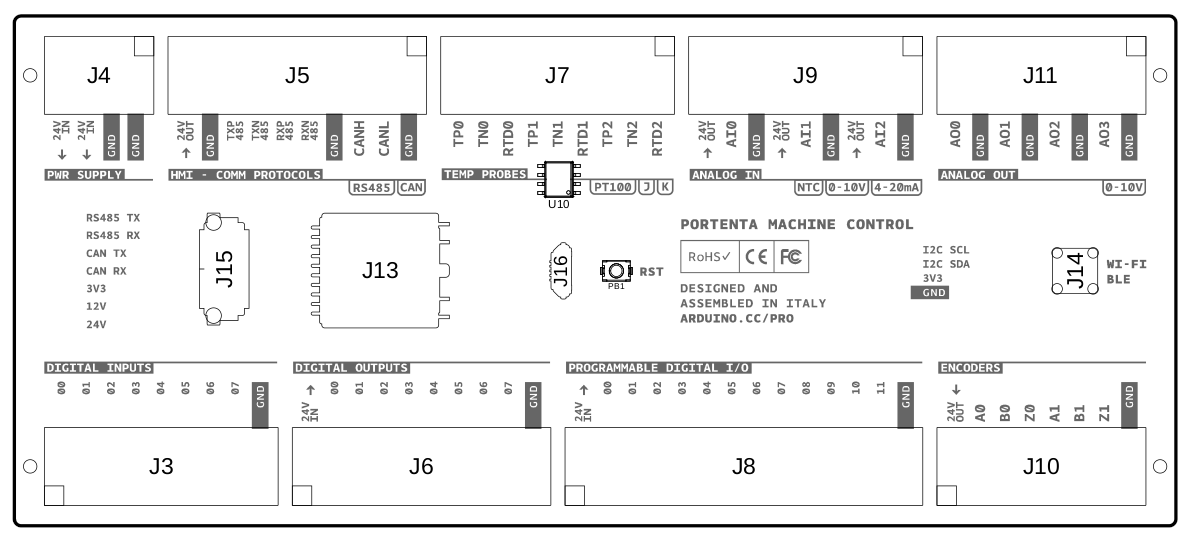 J4
J5
J7
J9
J11
24V IN
24V IN
GND
GND
24V OUT
GND
TXP 485
TXN 485
RXP 485
RXN 485
GND
CANH
CANL
GND
TP0
TN0
RTD0
TP1
TN1
RTD1
TP2
TN2
RTD2
24V OUT
AI0
GND
24V OUT
AI1
GND
24V OUT
AI2
GND
AO0
GND
AO1
GND
AO2
GND
AO3
GND
PWR SUPPLY
HMI - COMM PROTOCOLS
RS485
CAN
TEMP PROBES
U10
PT100
J
K
ANALOG IN
NTC
0-10V
4-20mA
ANALOG OUT
0-10V
RS485 TX
RS485 RX
CAN TX
CAN RX
3V3
12V
24V
J15
J13
J16
PB1
RST
PORTENTA MACHINE CONTROL
RoHS✓
CE
FC
DESIGNED AND
ASSEMBLED IN ITALY
ARDUINO.CC/PRO
I2C SCL
I2C SDA
3V3
GND
J14
WI-FI
BLE
DIGITAL INPUTS
DIGITAL OUTPUTS
PROGRAMMABLE DIGITAL I/O
ENCODERS
00
01
02
03
04
05
06
07
GND
24V IN
00
01
02
03
04
05
06
07
GND
24V IN
00
01
02
03
04
05
06
07
08
09
10
11
GND
24V OUT
A0
B0
Z0
A1
B1
Z1
GND
J3
J6
J8
J10